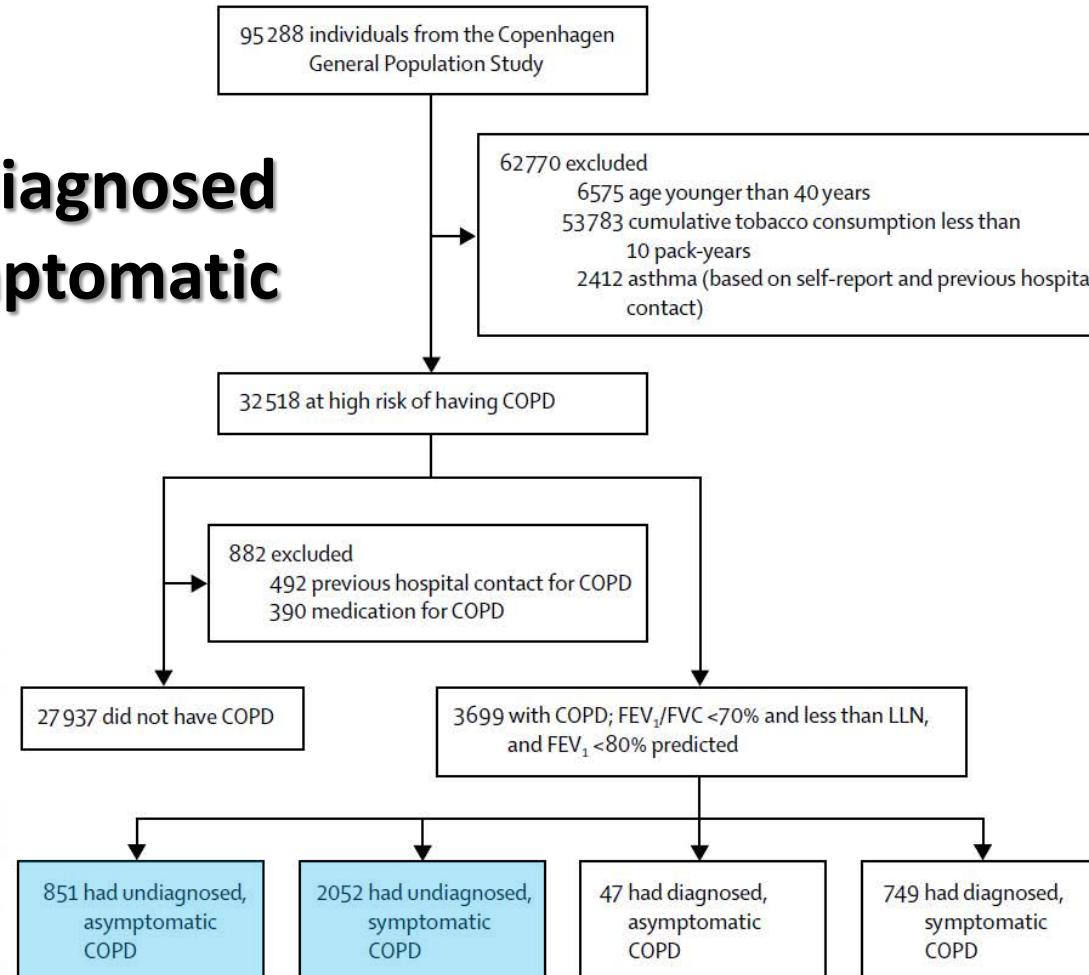 95288 individuals from the Copenhagen
General Population Study
62770 excluded
6575 age younger than 40 years
53783 cumulative tobacco consumption less than
10 pack-years
2412 asthma (based on self-report and previous hospita
contact)
iagnosed
ptomatic
32518 at high risk of having COPD
882 excluded
492 previous hospital contact for COPD
390 medication for COPD
27937 did not have COPD
3699 with COPD; FEV₁/FVC <70% and less than LLN,
and FEV₁ <80% predicted
851 had undiagnosed,
asymptomatic
COPD
2052 had undiagnosed,
symptomatic
COPD
47 had diagnosed,
asymptomatic
COPD
749 had diagnosed,
symptomatic
COPD